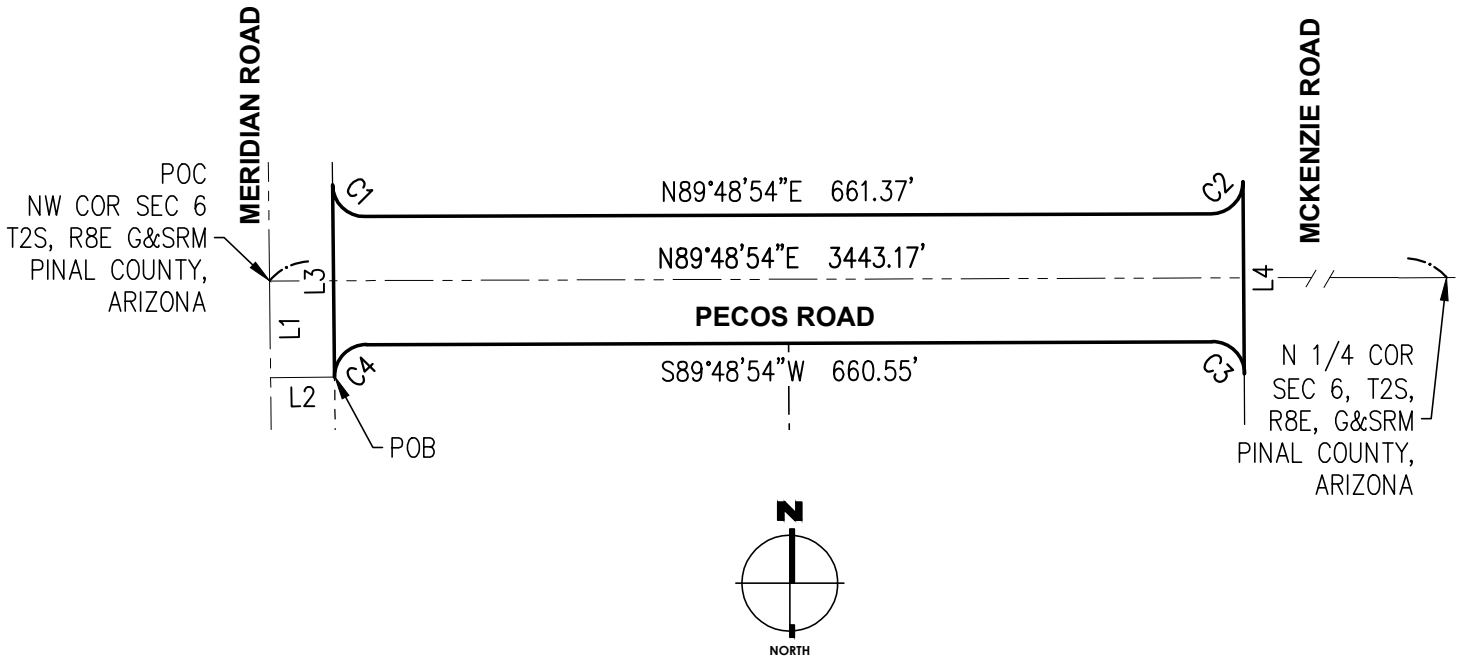 MERIDIAN ROAD
MCKENZIE ROAD
POC
NW COR SEC 6
T2S, R8E G&SRM
PINAL COUNTY,
ARIZONA
C1
N89°48'54"E 661.37'
C2
L3
N89°48'54"E 3443.17'
L4
L1
PECOS ROAD
C4
S89°48'54"W 660.55'
C3
L2
POB
N 1/4 COR
SEC 6, T2S,
R8E, G&SRM
PINAL COUNTY,
ARIZONA
N
NORTH